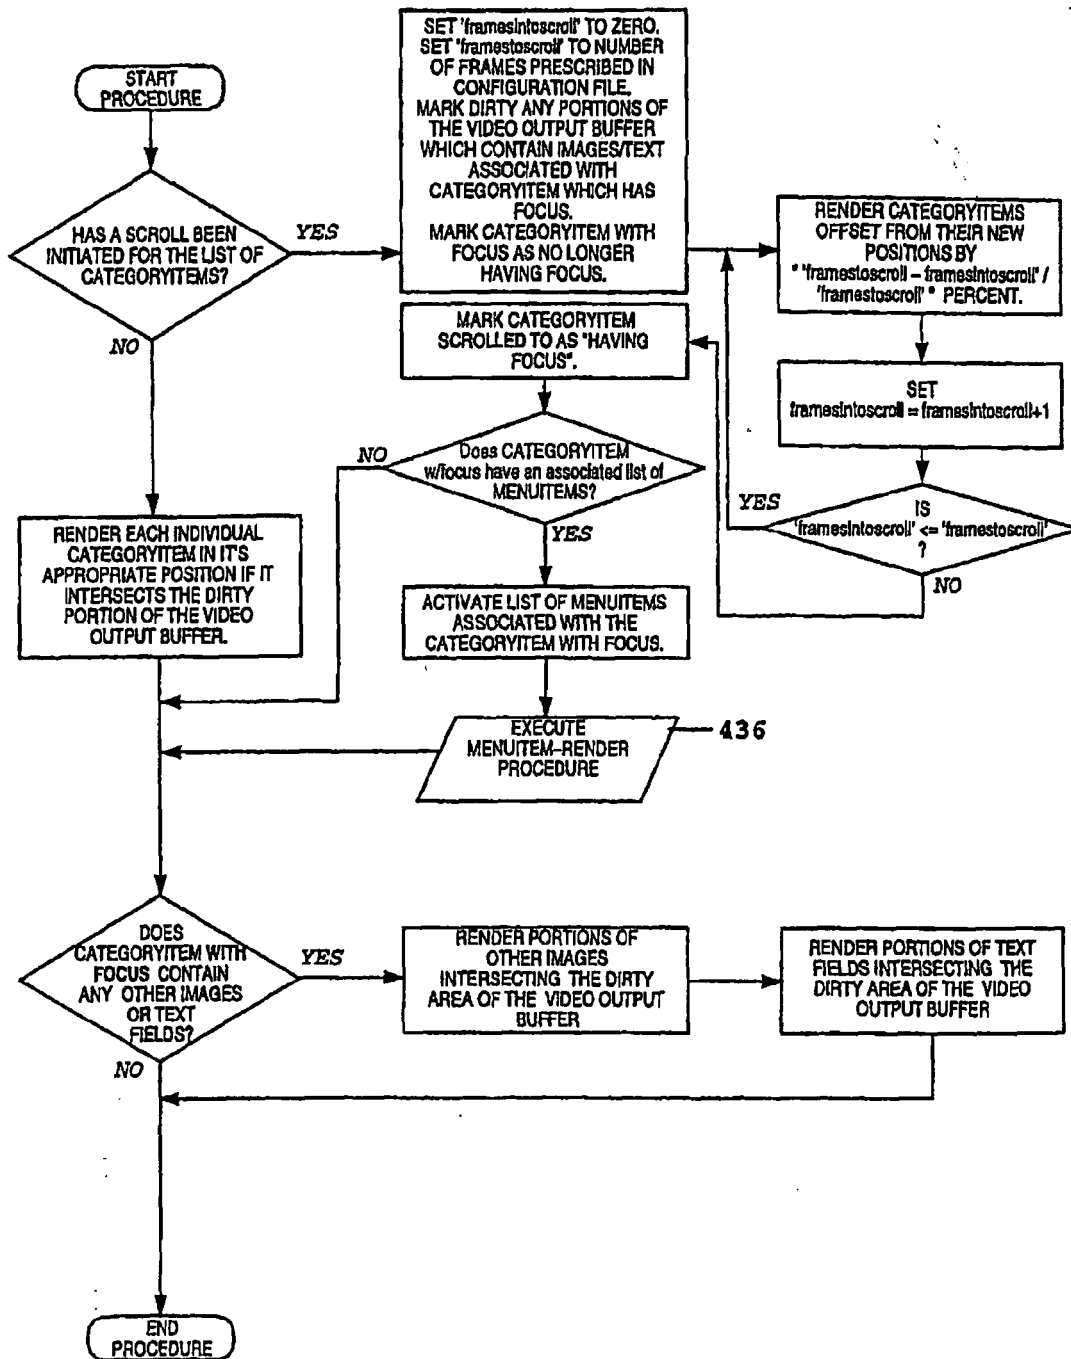 START
PROCEDURE
HAS A SCROLL BEEN
INITIATED FOR THE LIST OF
CATEGORYITEMS?
YES
NO
SET 'framesintoscroll' TO ZERO.
SET 'framestoscroll' TO NUMBER
OF FRAMES PRESCRIBED IN
CONFIGURATION FILE.
MARK DIRTY ANY PORTIONS OF
THE VIDEO OUTPUT BUFFER
WHICH CONTAIN IMAGES/TEXT
ASSOCIATED WITH
CATEGORYITEM WHICH HAS
FOCUS.
MARK CATEGORYITEM WITH
FOCUS AS NO LONGER
HAVING FOCUS.
RENDER CATEGORYITEMS
OFFSET FROM THEIR NEW
POSITIONS BY
" 'framestoscroll – framesintoscroll' /
'framestoscroll' " PERCENT.
SET
framesintoscroll = framesintoscroll+1
IS
'framesintoscroll' <= 'framestoscroll'
?
YES
NO
MARK CATEGORYITEM
SCROLLED TO AS "HAVING
FOCUS".
Does CATEGORYITEM
w/focus have an associated list of
MENUITEMS?
NO
YES
ACTIVATE LIST OF MENUITEMS
ASSOCIATED WITH THE
CATEGORYITEM WITH FOCUS.
EXECUTE
MENUITEM–RENDER
PROCEDURE
436
RENDER EACH INDIVIDUAL
CATEGORYITEM IN IT'S
APPROPRIATE POSITION IF IT
INTERSECTS THE DIRTY
PORTION OF THE VIDEO
OUTPUT BUFFER.
DOES
CATEGORYITEM WITH
FOCUS CONTAIN
ANY OTHER IMAGES
OR TEXT
FIELDS?
YES
NO
RENDER PORTIONS OF
OTHER IMAGES
INTERSECTING THE DIRTY
AREA OF THE VIDEO OUTPUT
BUFFER
RENDER PORTIONS OF TEXT
FIELDS INTERSECTING THE
DIRTY AREA OF THE VIDEO
OUTPUT BUFFER
END
PROCEDURE